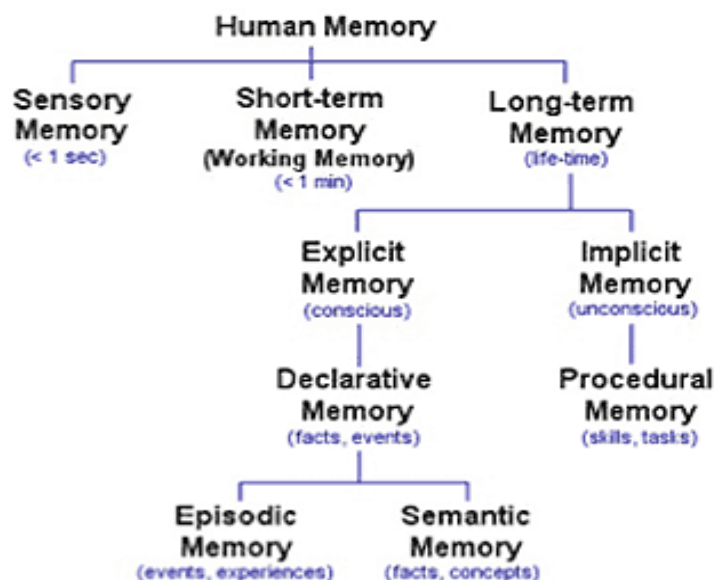 Human Memory
Sensory
Memory
(< 1 sec)
Short-term
Memory
(Working Memory)
(< 1 min)
Long-term
Memory
(life-time)
Explicit
Memory
(conscious)
Implicit
Memory
(unconscious)
Declarative
Memory
(facts, events)
Procedural
Memory
(skills, tasks)
Episodic
Memory
(events, experiences)
Semantic
Memory
(facts, concepts)